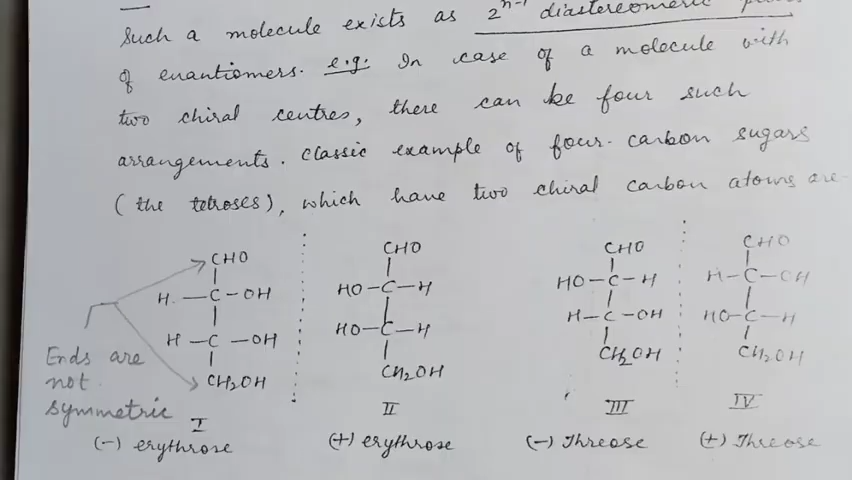 Such a molecule exists as 2ⁿ⁻¹ diastereomeric
of enantiomers. e.g. In case of a molecule with
two chiral centres, there can be four such
arrangements. Classic example of four-carbon sugars
(the tetroses), which have two chiral carbon atoms are-
CHO CHO CHO CHO
H-C-OH HO-C-H HO-C-H H-C-OH
H-C-OH HO-C-H H-C-OH HO-C-H
CH₂OH CH₂OH CH₂OH CH₂OH
Ends are
not
symmetric
I II III IV
(-) erythrose (+) erythrose (-) Threose (+) Threose